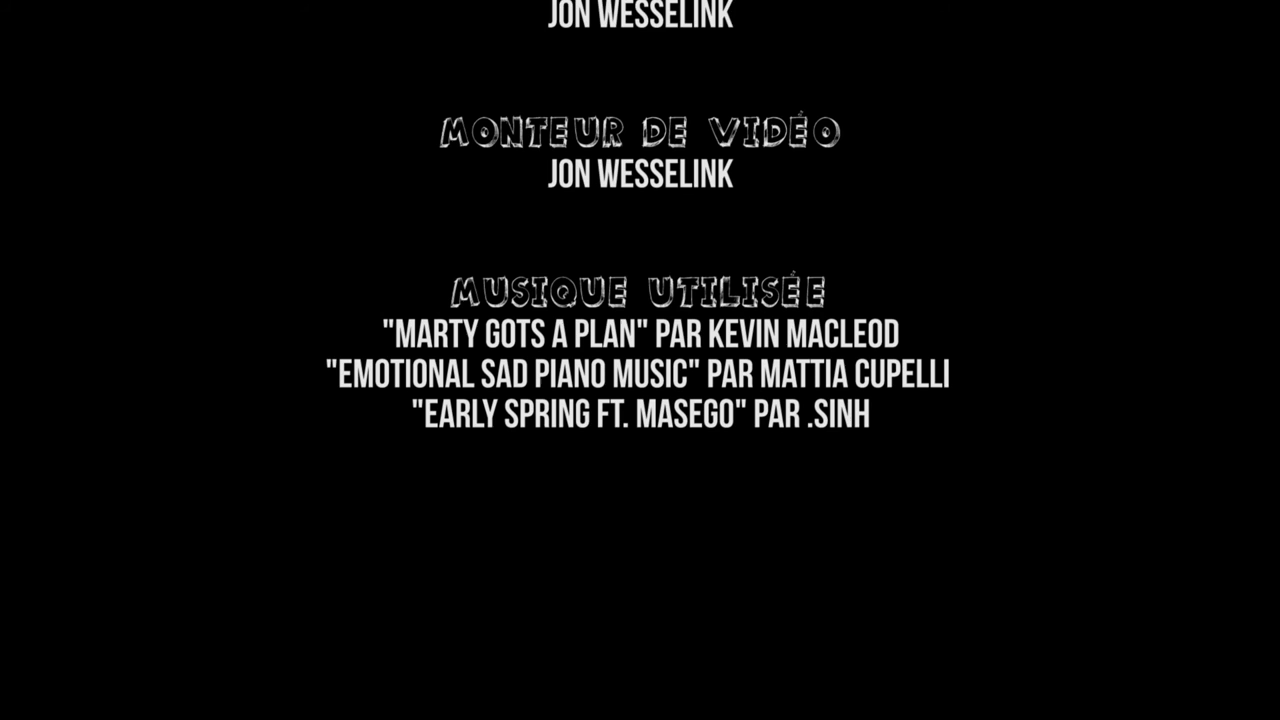 JON WESSELINK
MONTEUR DE VIDÉO
JON WESSELINK
MUSIQUE UTILISÉE
"MARTY GOTS A PLAN" PAR KEVIN MACLEOD
"EMOTIONAL SAD PIANO MUSIC" PAR MATTIA CUPELLI
"EARLY SPRING FT. MASEGO" PAR .SINH